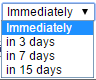 Immediately
Immediately
in 3 days
in 7 days
in 15 days